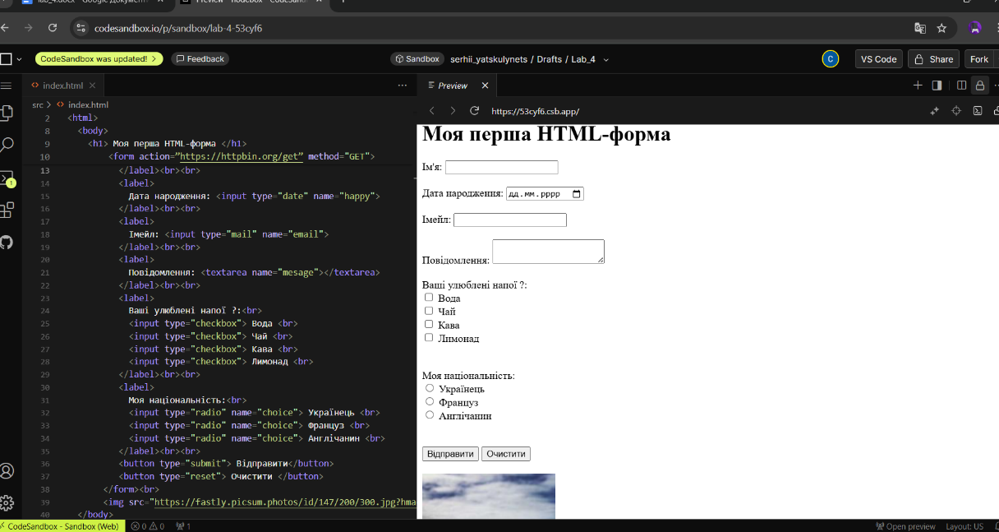 lab_4.docx - Google Документ
Preview - nodebox - CodeSand
codesandbox.io/p/sandbox/lab-4-53cyf6
CodeSandbox was updated! >
Feedback
Sandbox
serhii_yatskulynets / Drafts / Lab_4
C
VS Code
Share
Fork
index.html
Preview
src > index.html
https://53cyf6.csb.app/
2 <html>
8 <body>
9 <h1> Моя перша HTML-форма </h1>
10 <form action=”https://httpbin.org/get” method="GET">
13 </label><br><br>
14 <label>
15 Дата народження: <input type="date" name="happy">
16 </label><br><br>
17 <label>
18 Імейл: <input type="mail" name="email">
19 </label><br><br>
20 <label>
21 Повідомлення: <textarea name="mesage"></textarea>
22 </label><br><br>
23 <label>
24 Ваші улюблені напої ?:<br>
25 <input type="checkbox"> Вода <br>
26 <input type="checkbox"> Чай <br>
27 <input type="checkbox"> Кава <br>
28 <input type="checkbox"> Лимонад <br>
29 </label><br><br>
30 <label>
31 Моя національність:<br>
32 <input type="radio" name="choice"> Українець <br>
33 <input type="radio" name="choice"> Француз <br>
34 <input type="radio" name="choice"> Англічанин <br>
35 </label><br><br>
36 <button type="submit"> Відправити</button>
37 <button type="reset"> Очистити </button>
38 </form><br>
39 <img src="https://fastly.picsum.photos/id/147/200/300.jpg?hma
40 </body>
Моя перша HTML-форма
Ім'я:
Дата народження: дд.мм.рррр
Імейл:
Повідомлення:
Ваші улюблені напої ?:
Вода
Чай
Кава
Лимонад
Моя національність:
Українець
Француз
Англічанин
Відправити Очистити
1
CodeSandbox - Sandbox (Web)
0 0
1
Open preview
Layout: US